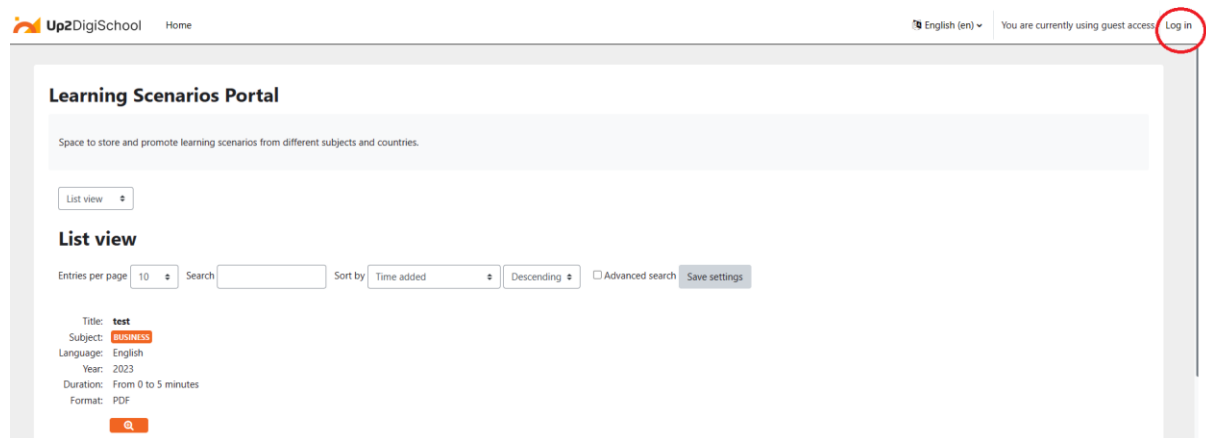 Up2DigiSchool Home English (en) You are currently using guest access Log in
Learning Scenarios Portal
Space to store and promote learning scenarios from different subjects and countries.
List view
List view
Entries per page 10 Search Sort by Time added Descending Advanced search Save settings
Title: test
Subject: BUSINESS
Language: English
Year: 2023
Duration: From 0 to 5 minutes
Format: PDF